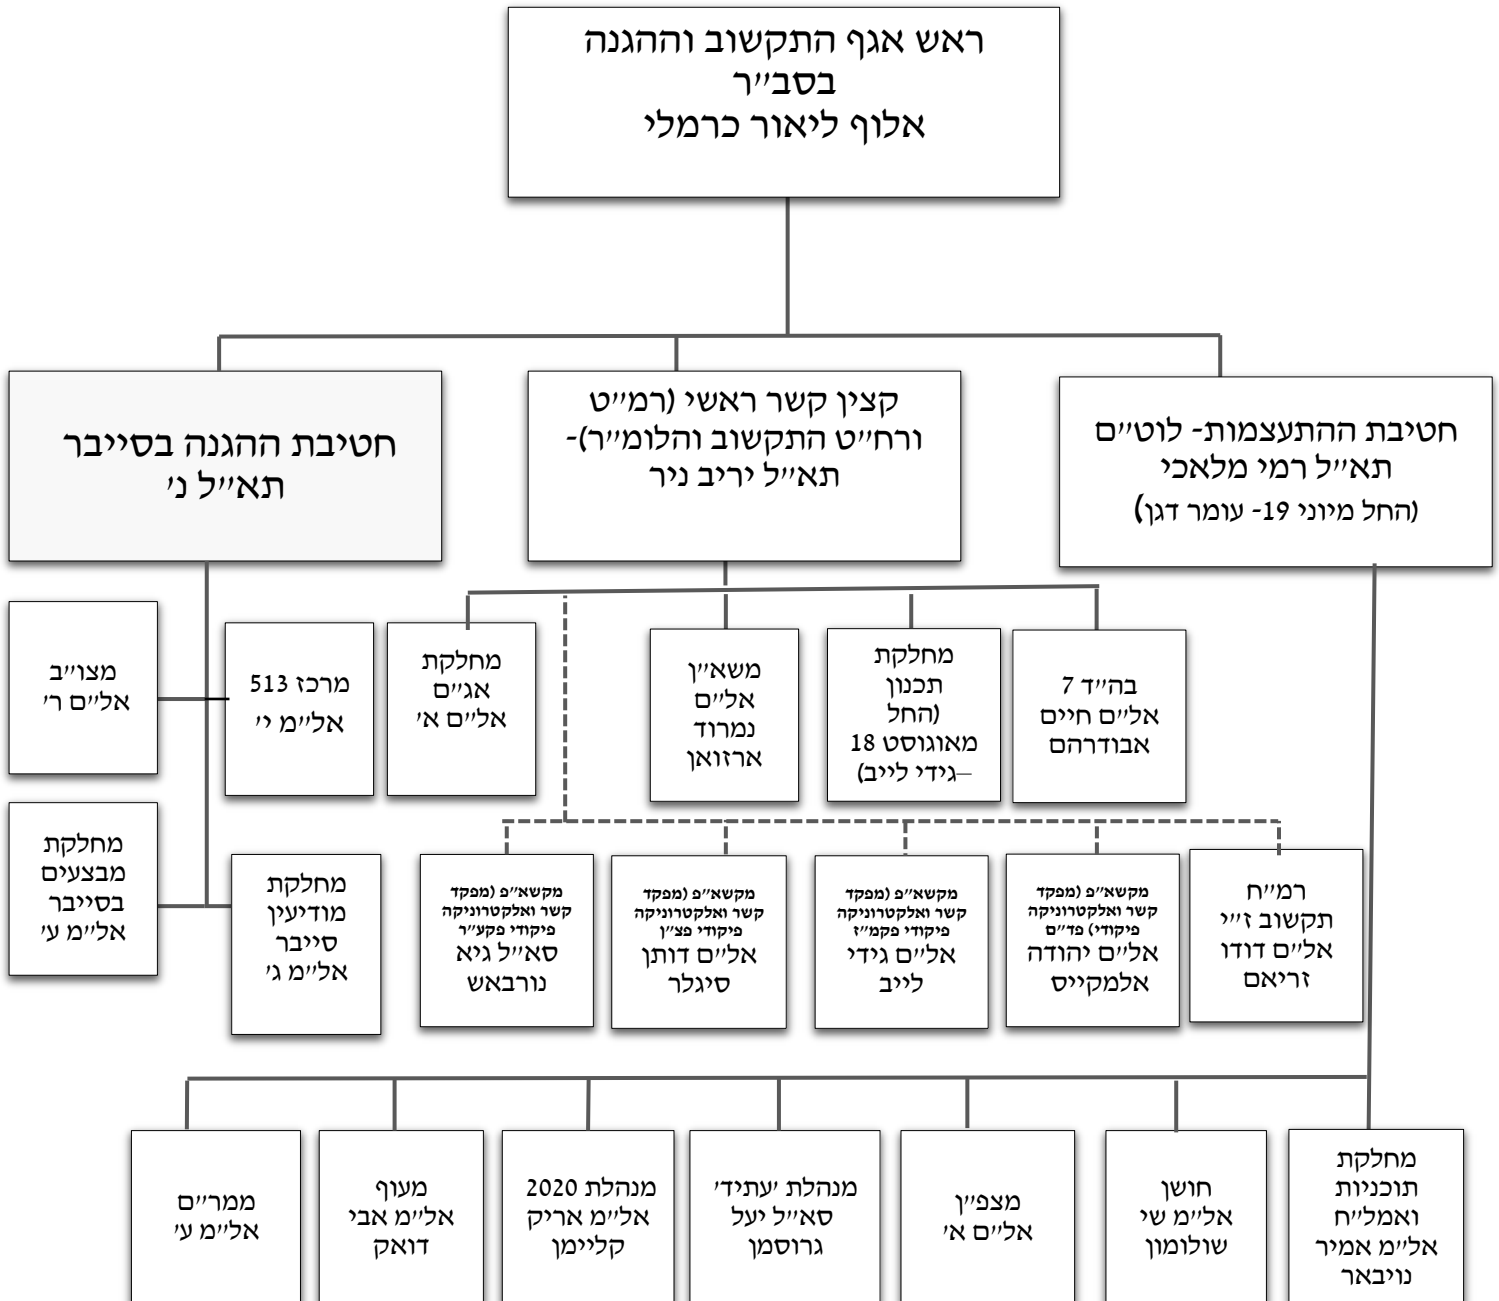 ראש אגף התקשוב וההגנה
בסב״ר
אלוף ליאור כרמלי
חטיבת ההתעצמות- לוט״ם
תא״ל רמי מלאכי
(החל מיוני 19- עומר דגן)
קצין קשר ראשי (רמ״ט
ורח״ט התקשוב והלומ״ר)-
תא״ל יריב ניר
חטיבת ההגנה בסייבר
תא״ל נ׳
בה״ד 7
אל״ם חיים
אבודרהם
מחלקת
תכנון
(החל
מאוגוסט 18
–גידי לייב)
משא״ן
אל״ם
נמרוד
ארזואן
מחלקת
אג״ם
אל״ם א׳
מרכז 513
אל״מ י׳
מצו״ב
אל״ם ר׳
רמ״ח
תקשוב ז״י
אל״ם דודו
זריאם
מקשא״פ (מפקד
קשר ואלקטרוניקה
פיקודי) פד״ם
אל״ם יהודה
אלמקייס
מקשא״פ (מפקד
קשר ואלקטרוניקה
פיקודי פקמ״ז
אל״ם גידי
לייב
מקשא״פ (מפקד
קשר ואלקטרוניקה
פיקודי פצ״ן
אל״ם דותן
סיגלר
מקשא״פ (מפקד
קשר ואלקטרוניקה
פיקודי פקע״ר
סא״ל גיא
נורבאש
מחלקת
מודיעין
סייבר
אל״מ ג׳
מחלקת
מבצעים
בסייבר
אל״מ ע׳
מחלקת
תוכניות
ואמל״ח
אל״מ אמיר
נויבאר
חושן
אל״מ שי
שולומון
מצפ״ן
אל״ם א׳
מנהלת ׳עתיד׳
סא״ל יעל
גרוסמן
מנהלת 2020
אל״מ אריק
קליימן
מעוף
אל״מ אבי
דואק
ממר״ם
אל״מ ע׳